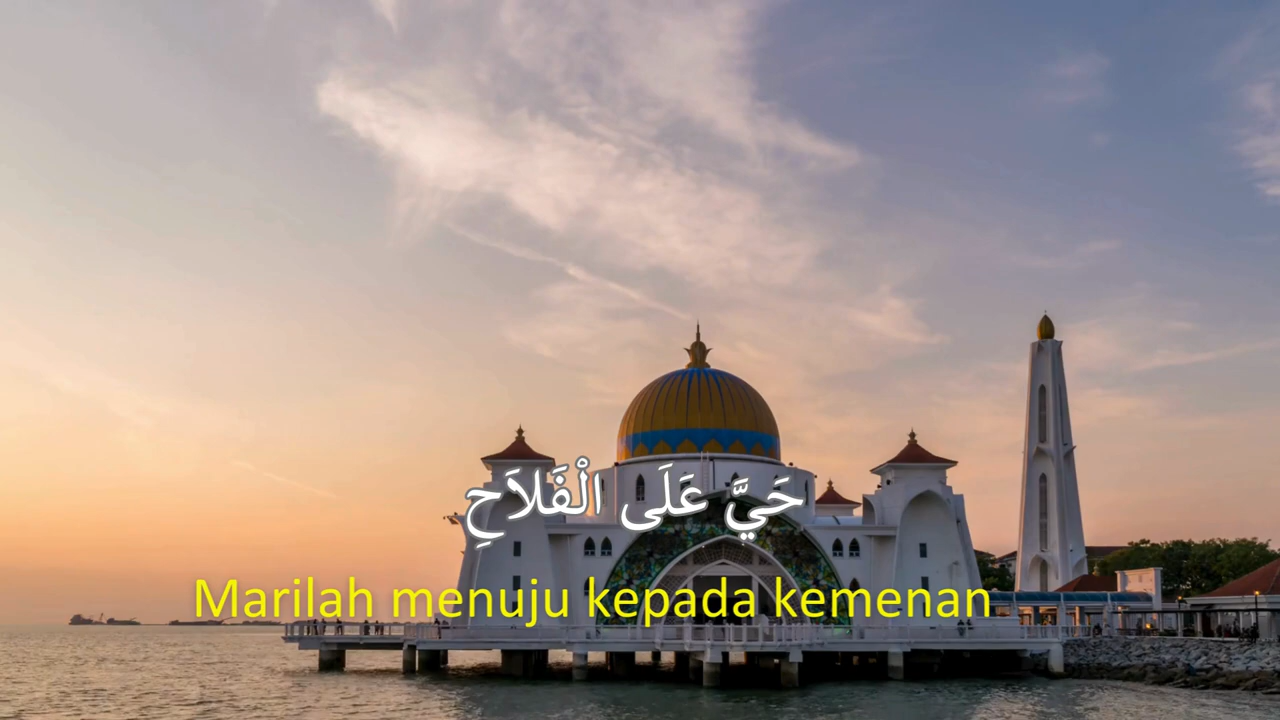 حَيَّ عَلَى الْفَلاَحِ
Marilah menuju kepada kemenan